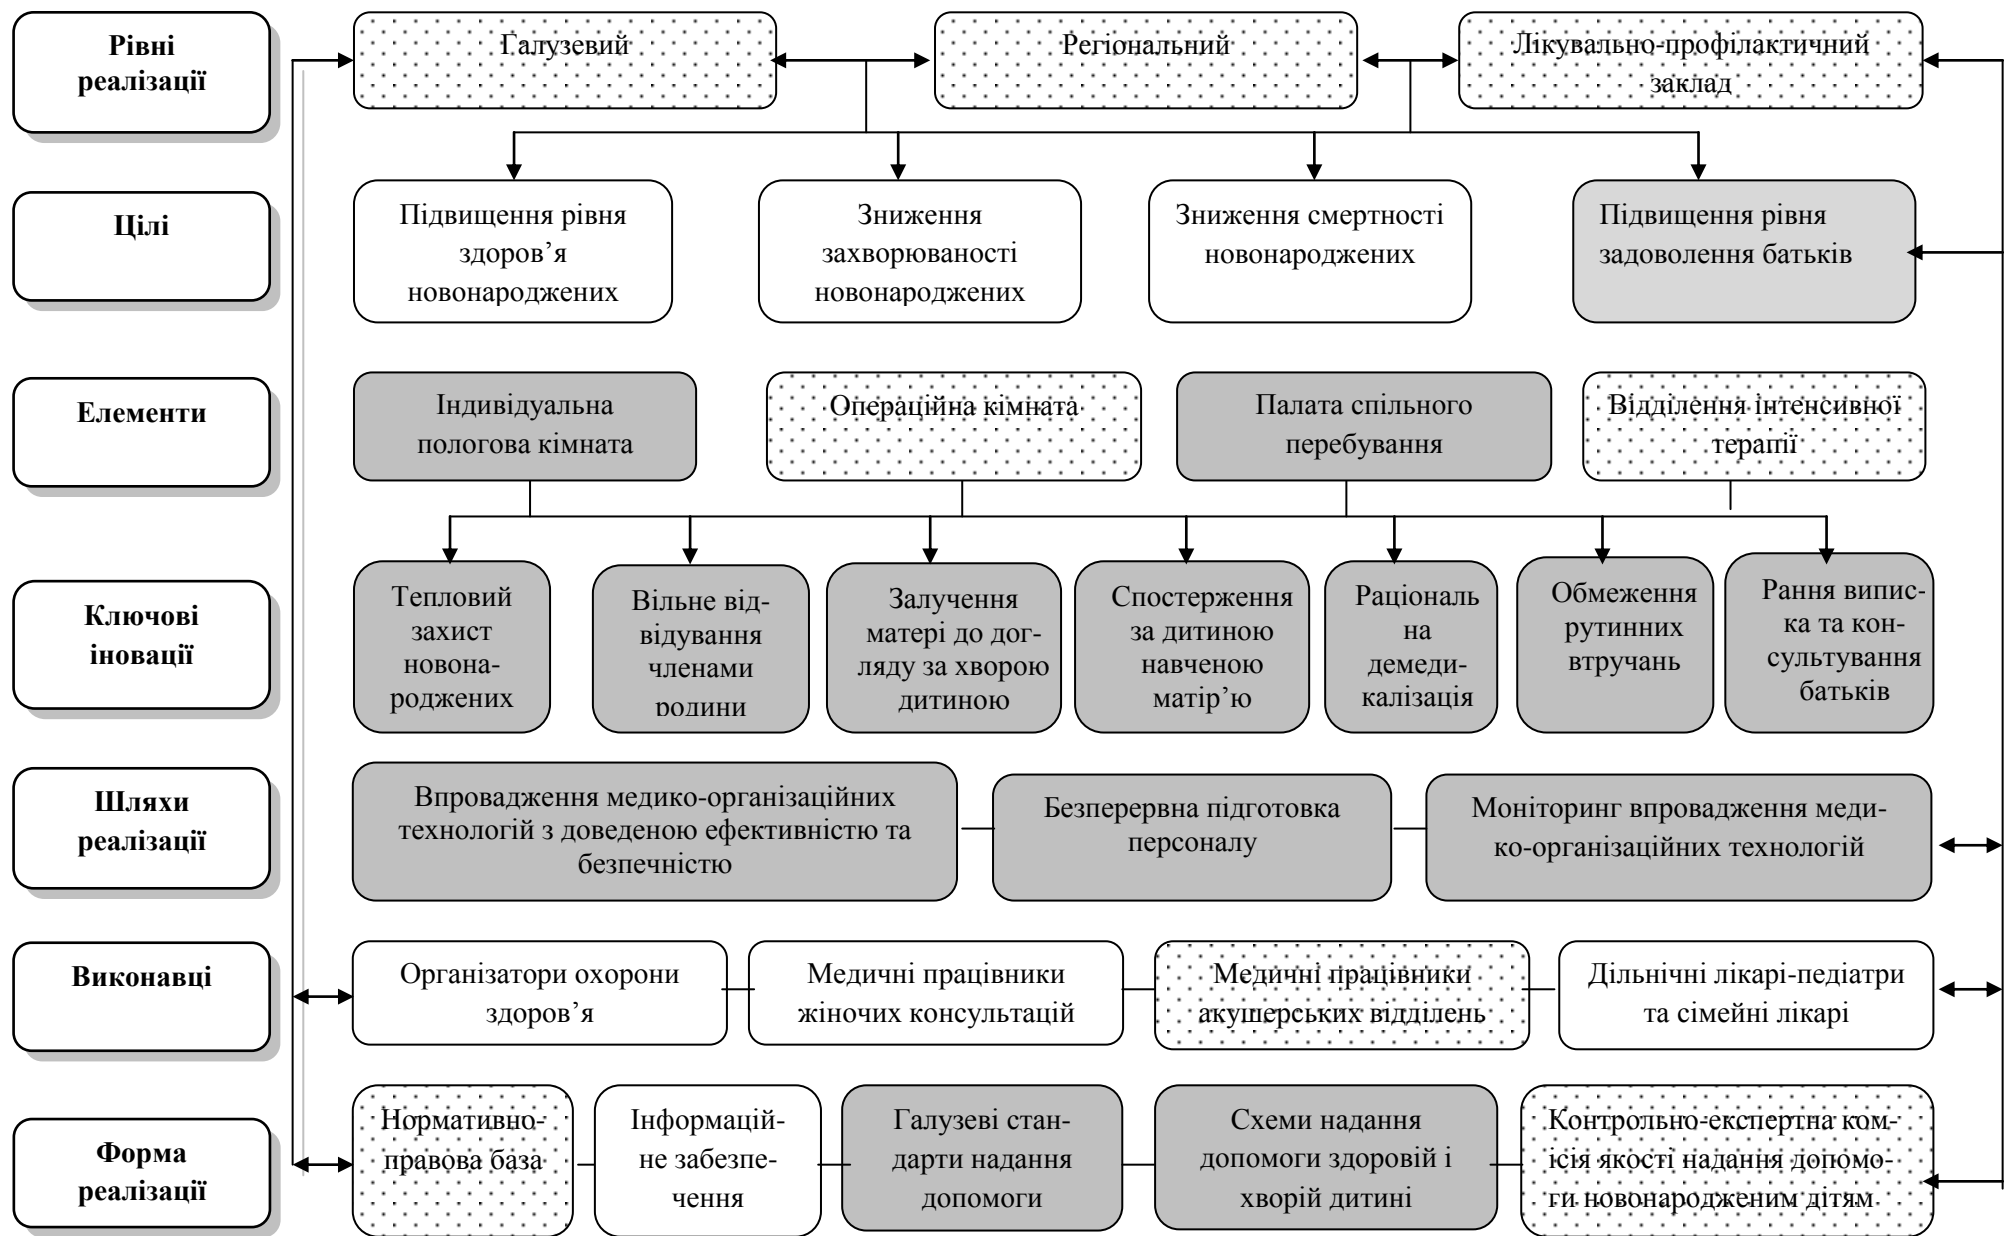 Рівні
реалізації
Галузевий
Регіональний
Лікувально-профілактичний
заклад
Цілі
Підвищення рівня
здоров’я
новонароджених
Зниження
захворюваності
новонароджених
Зниження смертності
новонароджених
Підвищення рівня
задоволення батьків
Елементи
Індивідуальна
пологова кімната
Операційна кімната
Палата спільного
перебування
Відділення інтенсивної
терапії
Ключові
іновації
Тепловий
захист
новона-
роджених
Вільне від-
відування
членами
родини
Залучення
матері до дог-
ляду за хворою
дитиною
Спостерження
за дитиною
навченою
матір’ю
Раціональ
на
демеди-
калізація
Обмеження
рутинних
втручань
Рання випис-
ка та кон-
сультування
батьків
Шляхи
реалізації
Впровадження медико-організаційних
технологій з доведеною ефективністю та
безпечністю
Безперервна підготовка
персоналу
Моніторинг впровадження меди-
ко-організаційних технологій
Виконавці
Організатори охорони
здоров’я
Медичні працівники
жіночих консультацій
Медичні працівники
акушерських відділень
Дільнічні лікарі-педіатри
та сімейні лікарі
Форма
реалізації
Нормативно-
правова база
Інформацій-
не забезпе-
чення
Галузеві стан-
дарти надання
допомоги
Схеми надання
допомоги здоровій і
хворій дитині
Контрольно-експертна ком-
ісія якості надання допомо-
ги новонародженим дітям